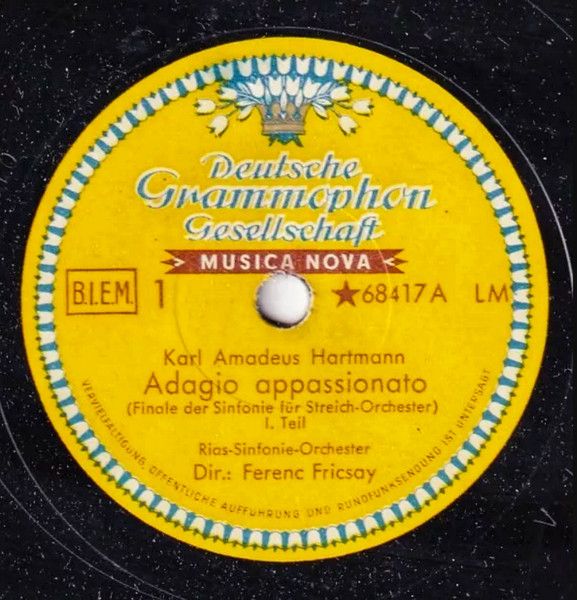 Deutsche
Grammophon
Gesellschaft
MUSICA NOVA
B.I.E.M. 1 ★68417A LM
Karl Amadeus Hartmann
Adagio appassionato
(Finale der Sinfonie für Streich-Orchester)
I. Teil
Rias-Sinfonie-Orchester
Dir.: Ferenc Fricsay
VERVIELFÄLTIGUNG, ÖFFENTLICHE AUFFÜHRUNG UND RUNDFUNKSENDUNG IST UNTERSAGT